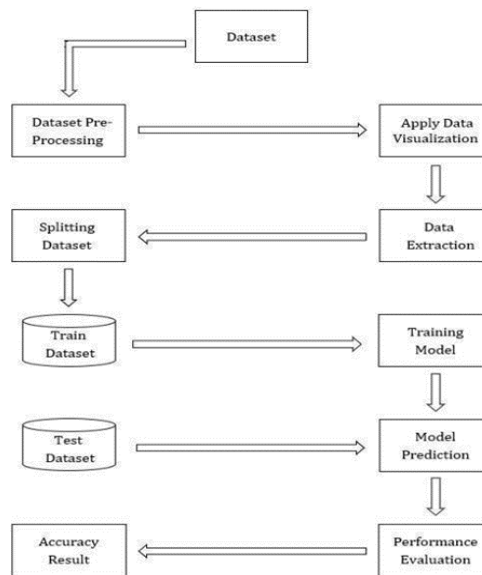 Dataset
Dataset Pre-
Processing
Apply Data
Visualization
Splitting
Dataset
Data
Extraction
Train
Dataset
Training
Model
Test
Dataset
Model
Prediction
Accuracy
Result
Performance
Evaluation